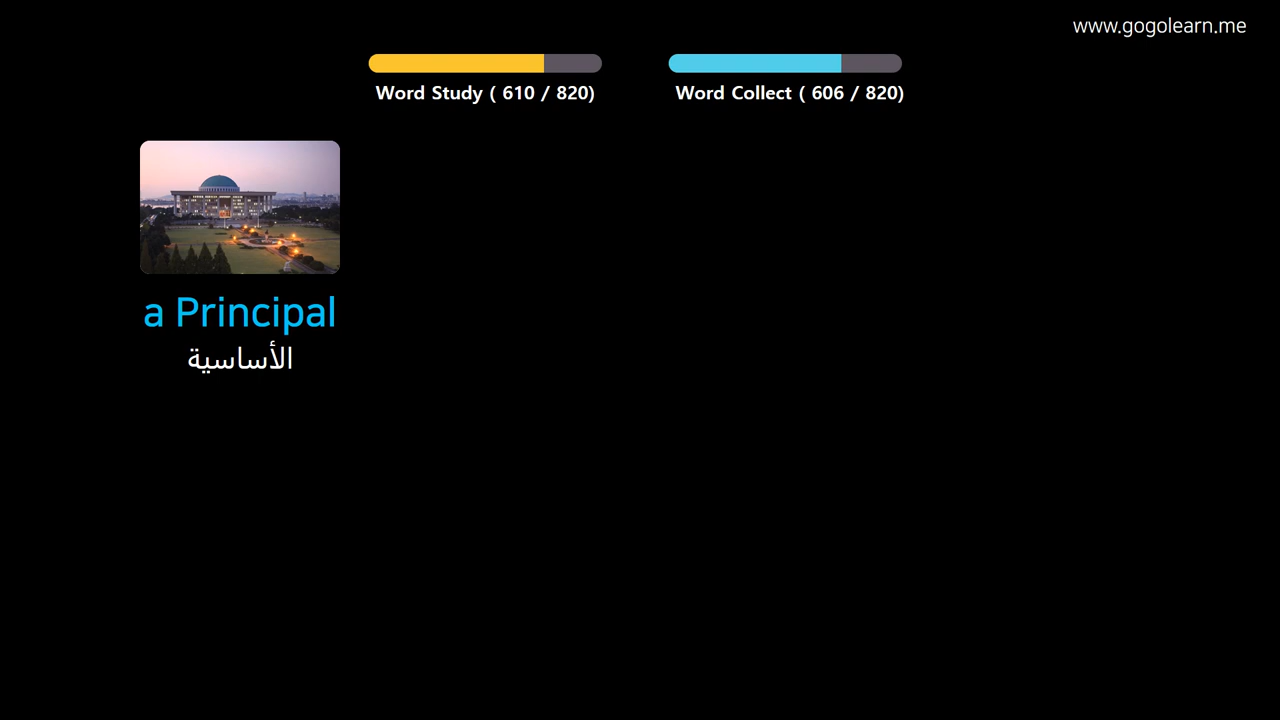 www.gogolearn.me
Word Study ( 610 / 820)
Word Collect ( 606 / 820)
a Principal
الأساسية